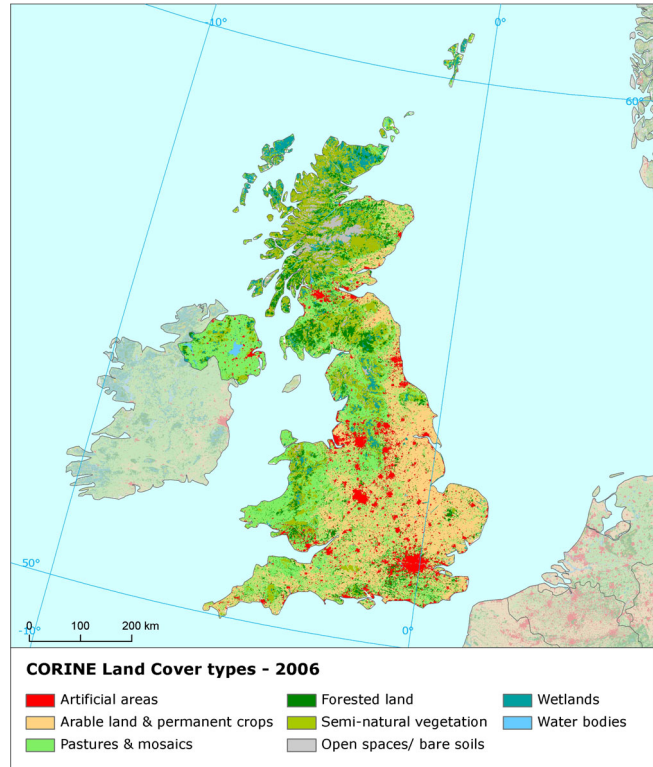 -10°
0°
60°
50°
-10°
0°
0 100 200 km
CORINE Land Cover types - 2006
Artificial areas
Forested land
Wetlands
Arable land & permanent crops
Semi-natural vegetation
Water bodies
Pastures & mosaics
Open spaces/ bare soils